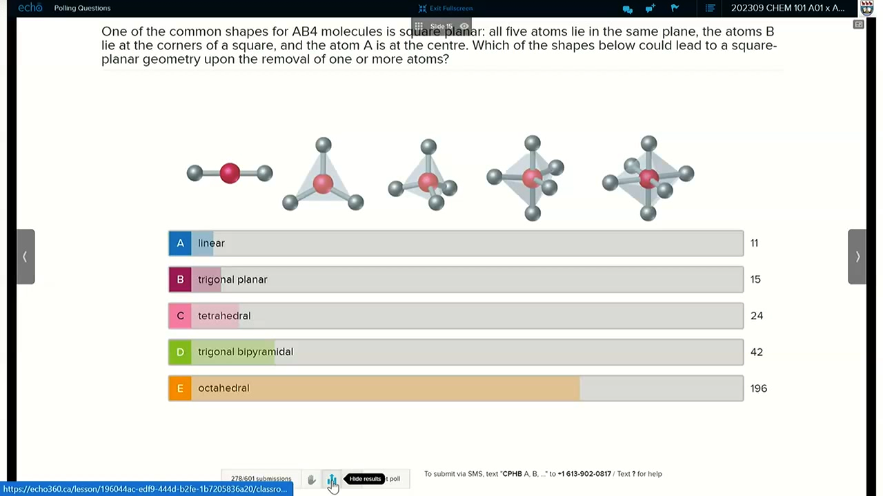 echo Polling Questions Exit Fullscreen 202309 CHEM 101 A01 x A...
Slide 15
One of the common shapes for AB4 molecules is square planar: all five atoms lie in the same plane, the atoms B
lie at the corners of a square, and the atom A is at the centre. Which of the shapes below could lead to a square-
planar geometry upon the removal of one or more atoms?
A linear 11
B trigonal planar 15
C tetrahedral 24
D trigonal bipyramidal 42
E octahedral 196
278/601 submissions Hide results t poll To submit via SMS, text "CPHB A, B, ..." to +1 613-902-0817 / Text ? for help
https://echo360.ca/lesson/196044ac-edf9-444d-b2fe-1b7205836a20/classro...